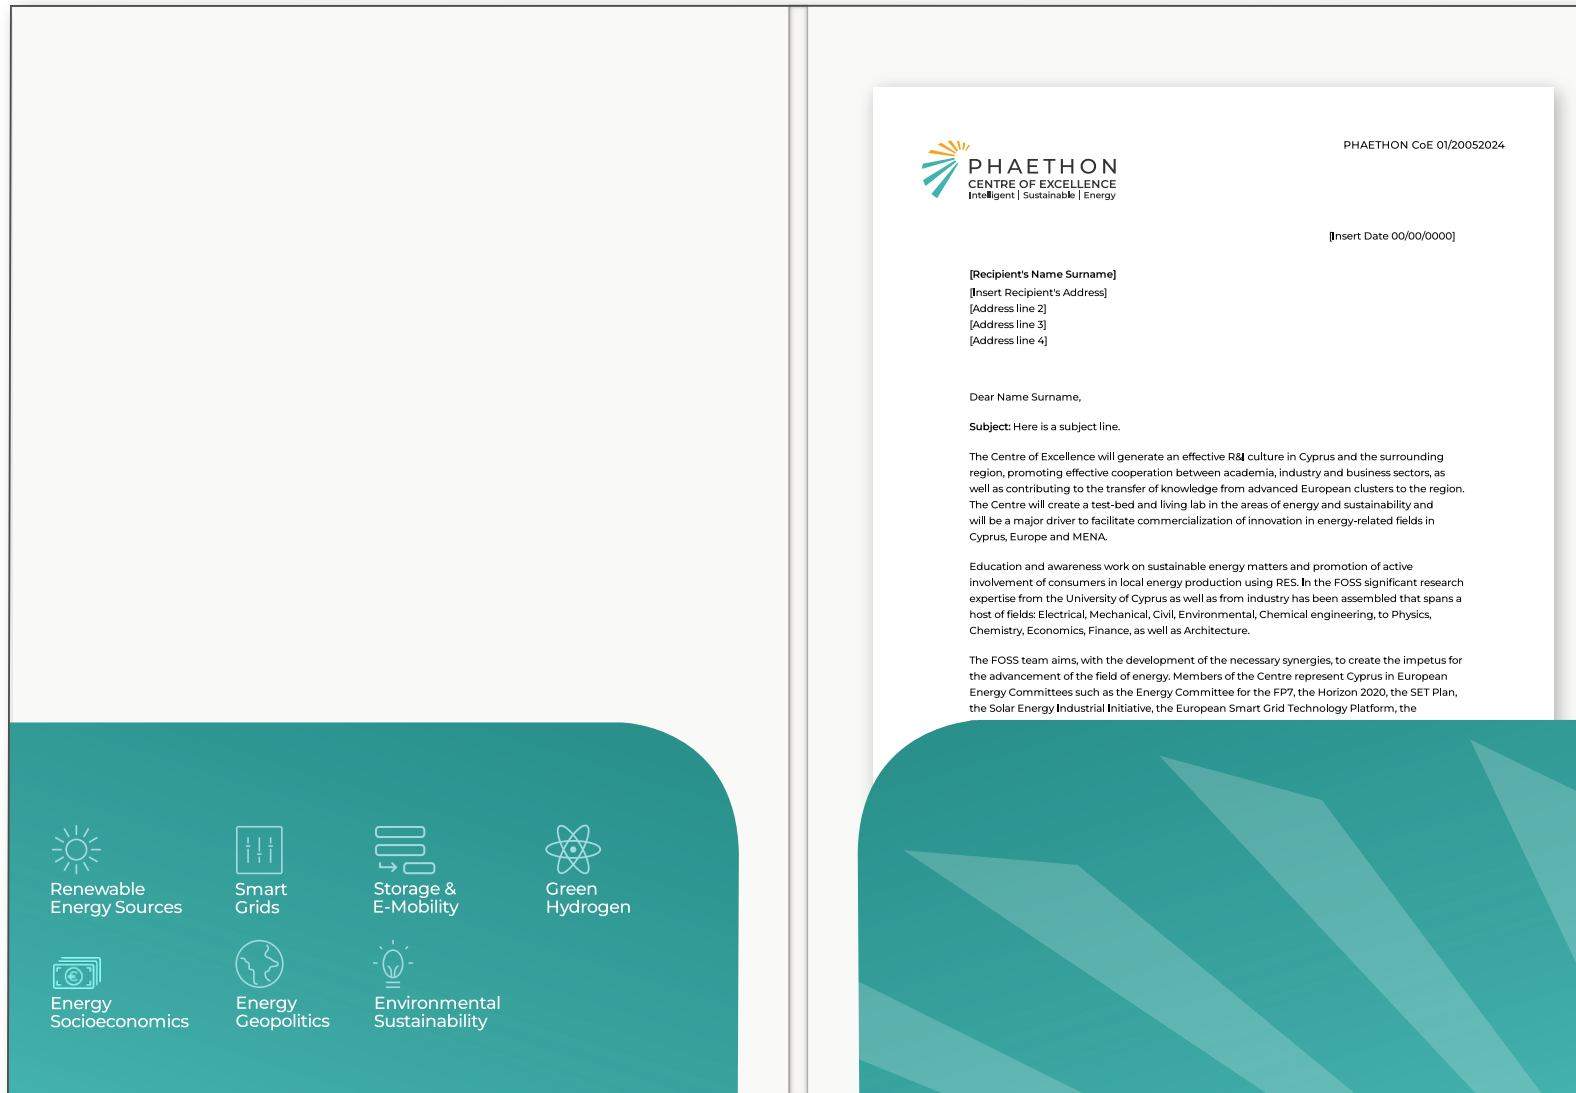 PHAETHON CoE 01/20052024
PHAETHON
CENTRE OF EXCELLENCE
Intelligent | Sustainable | Energy
[Insert Date 00/00/0000]
[Recipient's Name Surname]
[Insert Recipient's Address]
[Address line 2]
[Address line 3]
[Address line 4]
Dear Name Surname,
Subject: Here is a subject line.
The Centre of Excellence will generate an effective R&I culture in Cyprus and the surrounding
region, promoting effective cooperation between academia, industry and business sectors, as
well as contributing to the transfer of knowledge from advanced European clusters to the region.
The Centre will create a test-bed and living lab in the areas of energy and sustainability and
will be a major driver to facilitate commercialization of innovation in energy-related fields in
Cyprus, Europe and MENA.
Education and awareness work on sustainable energy matters and promotion of active
involvement of consumers in local energy production using RES. In the FOSS significant research
expertise from the University of Cyprus as well as from industry has been assembled that spans a
host of fields: Electrical, Mechanical, Civil, Environmental, Chemical engineering, to Physics,
Chemistry, Economics, Finance, as well as Architecture.
The FOSS team aims, with the development of the necessary synergies, to create the impetus for
the advancement of the field of energy. Members of the Centre represent Cyprus in European
Energy Committees such as the Energy Committee for the FP7, the Horizon 2020, the SET Plan,
the Solar Energy Industrial Initiative, the European Smart Grid Technology Platform, the
Renewable
Energy Sources
Smart
Grids
Storage &
E-Mobility
Green
Hydrogen
Energy
Socioeconomics
Energy
Geopolitics
Environmental
Sustainability